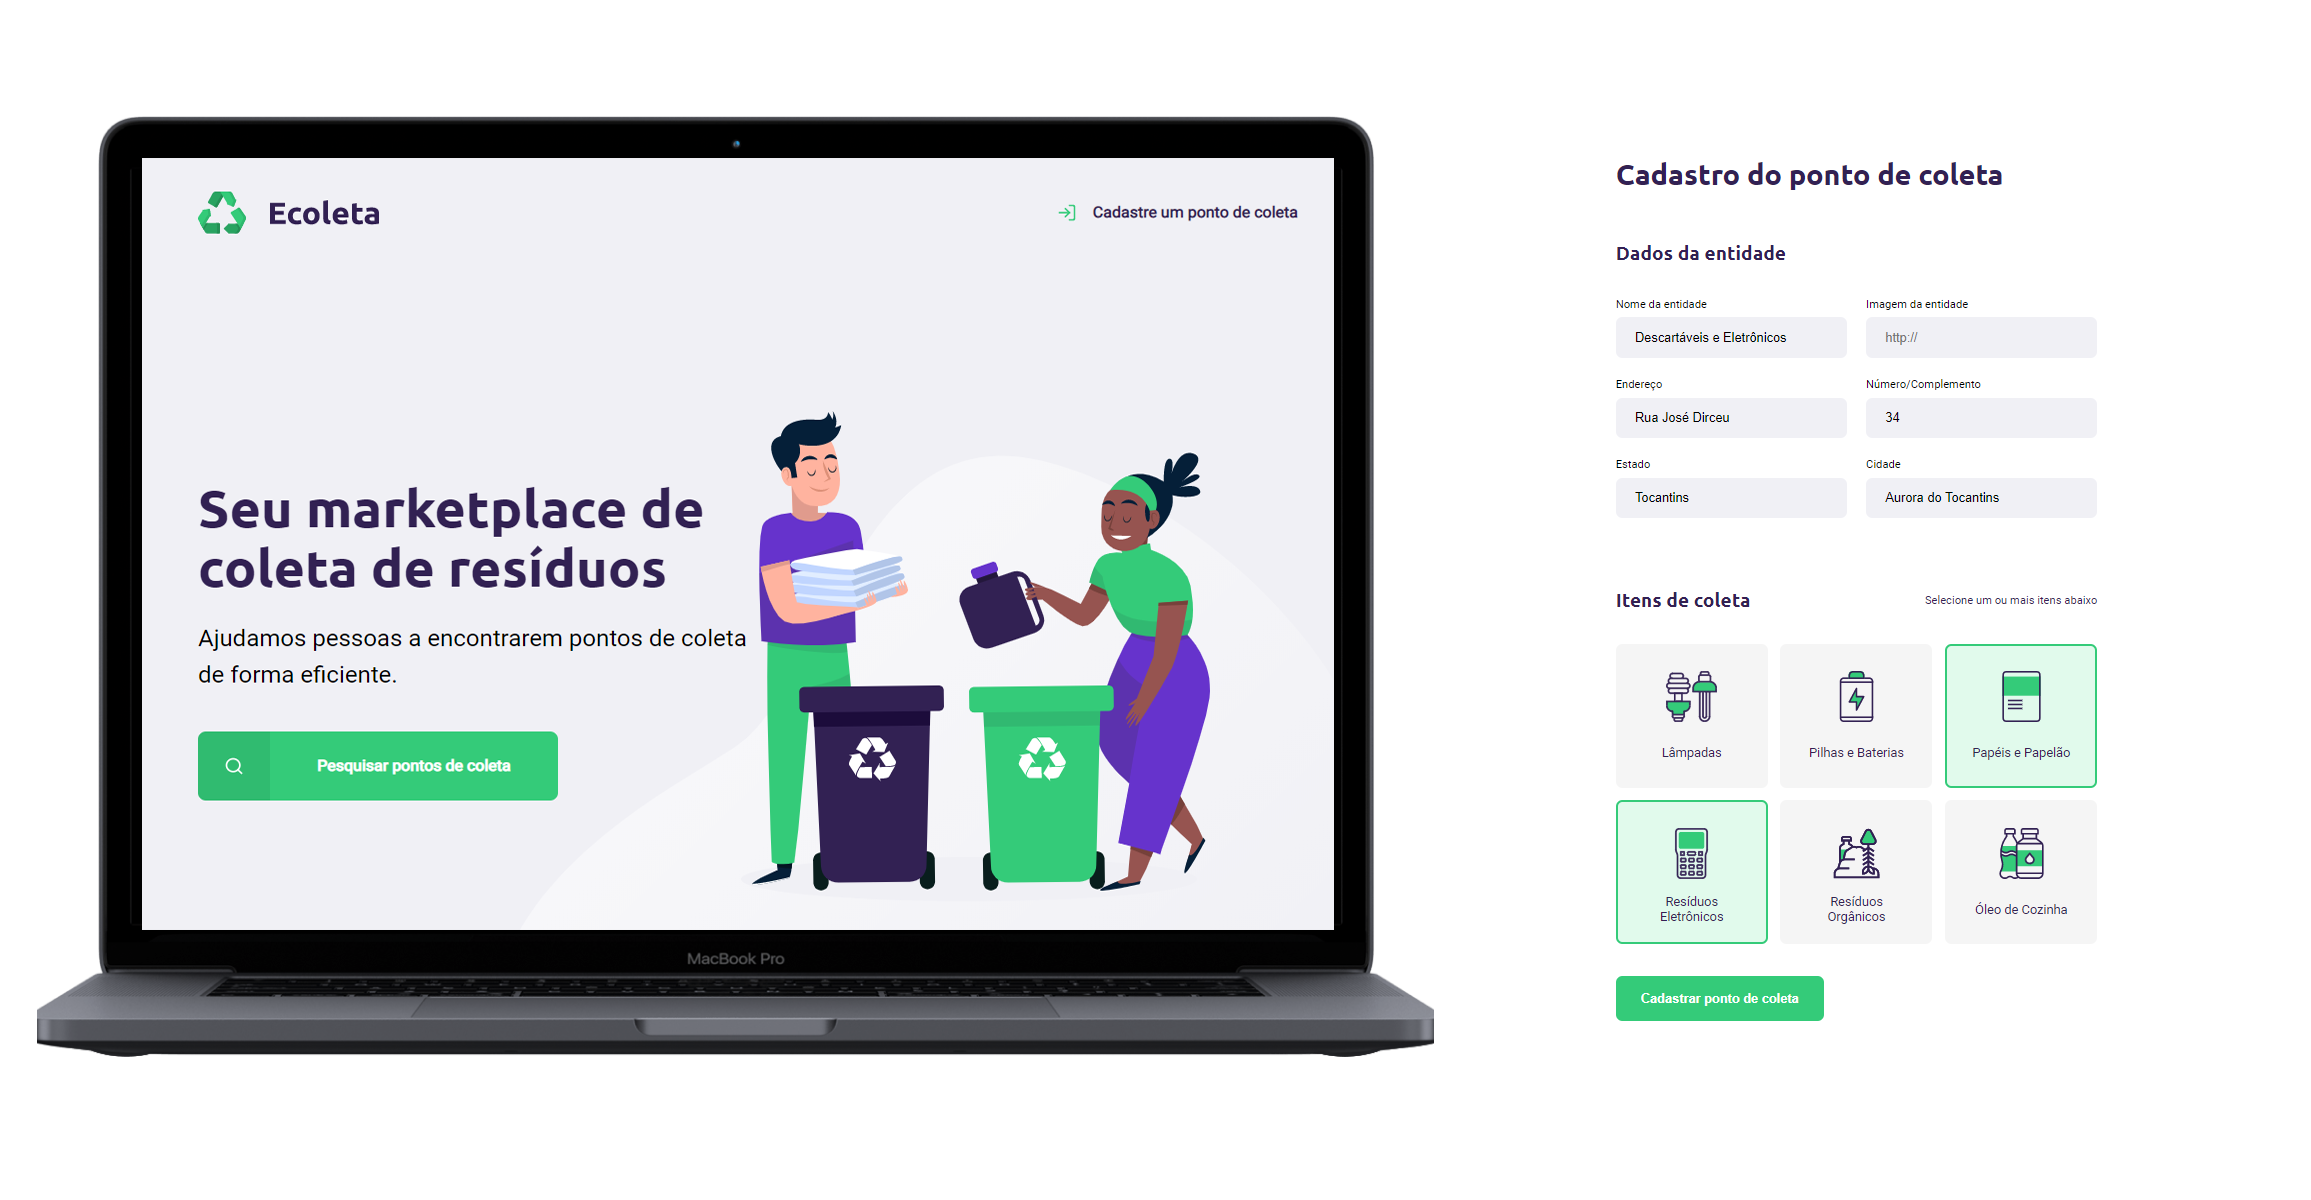 Ecoleta
Cadastre um ponto de coleta
Seu marketplace de
coleta de resíduos
Ajudamos pessoas a encontrarem pontos de coleta
de forma eficiente.
Pesquisar pontos de coleta
MacBook Pro
Cadastro do ponto de coleta
Dados da entidade
Nome da entidade
Imagem da entidade
Descartáveis e Eletrônicos
http://
Endereço
Número/Complemento
Rua José Dirceu
34
Estado
Cidade
Tocantins
Aurora do Tocantins
Itens de coleta
Selecione um ou mais itens abaixo
Lâmpadas
Pilhas e Baterias
Papéis e Papelão
Resíduos
Eletrônicos
Resíduos
Orgânicos
Óleo de Cozinha
Cadastrar ponto de coleta